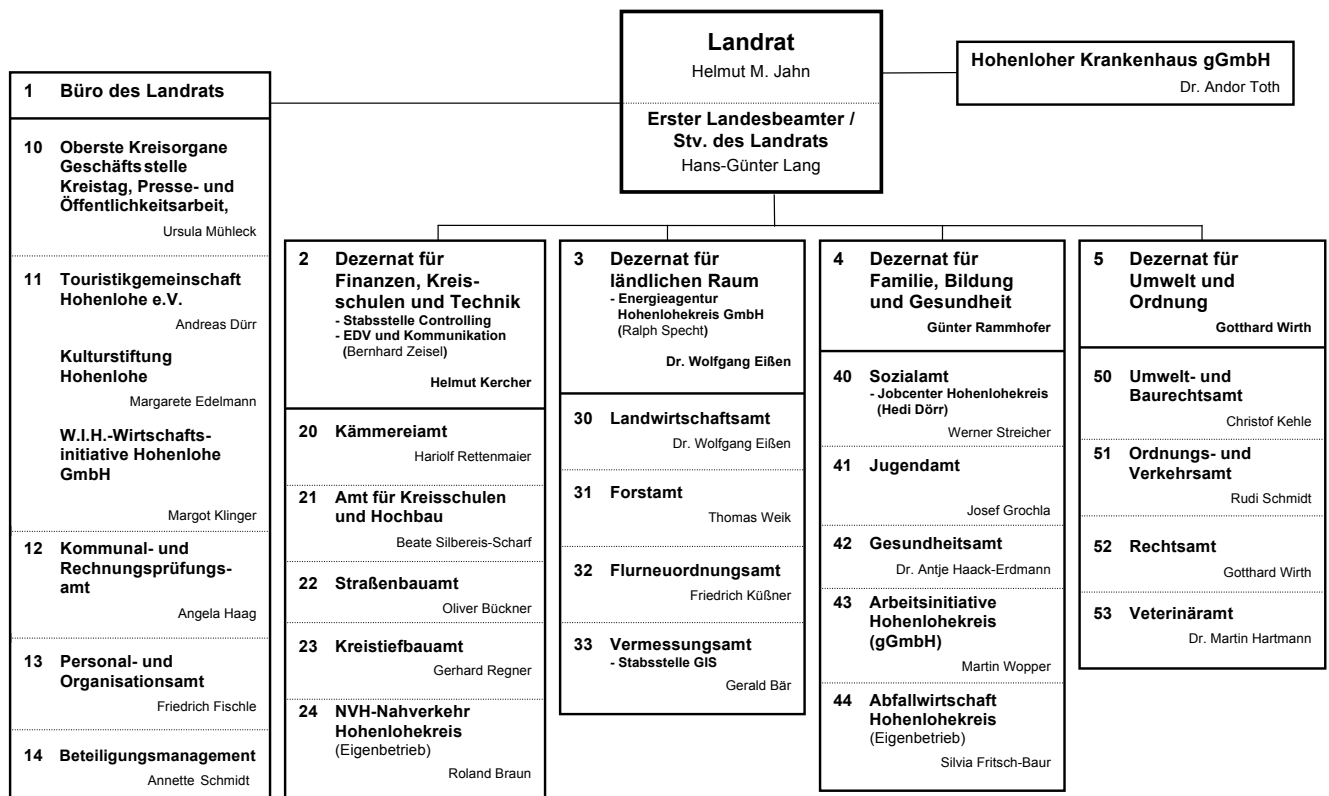 Landrat
Helmut M. Jahn
Erster Landesbeamter /
Stv. des Landrats
Hans-Günter Lang
Hohenloher Krankenhaus gGmbH
Dr. Andor Toth
1 Büro des Landrats
10 Oberste Kreisorgane
Geschäftsstelle
Kreistag, Presse- und
Öffentlichkeitsarbeit,
Ursula Mühleck
11 Touristikgemeinschaft
Hohenlohe e.V.
Andreas Dürr
Kulturstiftung
Hohenlohe
Margarete Edelmann
W.I.H.-Wirtschafts-
initiative Hohenlohe
GmbH
Margot Klinger
12 Kommunal- und
Rechnungsprüfungs-
amt
Angela Haag
13 Personal- und
Organisationsamt
Friedrich Fischle
14 Beteiligungsmanagement
Annette Schmidt
2 Dezernat für
Finanzen, Kreis-
schulen und Technik
- Stabsstelle Controlling
- EDV und Kommunikation
(Bernhard Zeisel)
Helmut Kercher
20 Kämmereiamt
Hariolf Rettenmaier
21 Amt für Kreisschulen
und Hochbau
Beate Silbereis-Scharf
22 Straßenbauamt
Oliver Bückner
23 Kreistiefbauamt
Gerhard Regner
24 NVH-Nahverkehr
Hohenlohekreis
(Eigenbetrieb)
Roland Braun
3 Dezernat für
ländlichen Raum
- Energieagentur
Hohenlohekreis GmbH
(Ralph Specht)
Dr. Wolfgang Eißen
30 Landwirtschaftsamt
Dr. Wolfgang Eißen
31 Forstamt
Thomas Weik
32 Flurneuordnungsamt
Friedrich Küßner
33 Vermessungsamt
- Stabsstelle GIS
Gerald Bär
4 Dezernat für
Familie, Bildung
und Gesundheit
Günter Rammhofer
40 Sozialamt
- Jobcenter Hohenlohekreis
(Hedi Dörr)
Werner Streicher
41 Jugendamt
Josef Grochla
42 Gesundheitsamt
Dr. Antje Haack-Erdmann
43 Arbeitsinitiative
Hohenlohekreis
(gGmbH)
Martin Wopper
44 Abfallwirtschaft
Hohenlohekreis
(Eigenbetrieb)
Silvia Fritsch-Baur
5 Dezernat für
Umwelt und
Ordnung
Gotthard Wirth
50 Umwelt- und
Baurechtsamt
Christof Kehle
51 Ordnungs- und
Verkehrsamt
Rudi Schmidt
52 Rechtsamt
Gotthard Wirth
53 Veterinäramt
Dr. Martin Hartmann